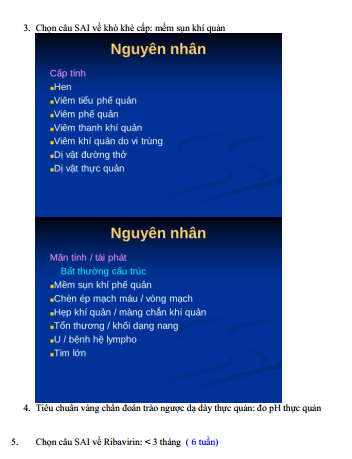 3. Chọn câu SAI về khò khè cấp: mềm sụn khí quản
Nguyên nhân
Cấp tính
Hen
Viêm tiểu phế quản
Viêm phế quản
Viêm thanh khí quản
Viêm khí quản do vi trùng
Dị vật đường thở
Dị vật thực quản
Nguyên nhân
Mãn tính / tái phát
Bất thường cấu trúc
Mềm sụn khí phế quản
Chèn ép mạch máu / vòng mạch
Hẹp khí quản / màng chắn khí quản
Tổn thương / khối dạng nang
U / bệnh hệ lympho
Tim lớn
4. Tiêu chuẩn vàng chẩn đoán trào ngược dạ dày thực quản: đo pH thực quản
5. Chọn câu SAI về Ribavirin: < 3 tháng ( 6 tuần)